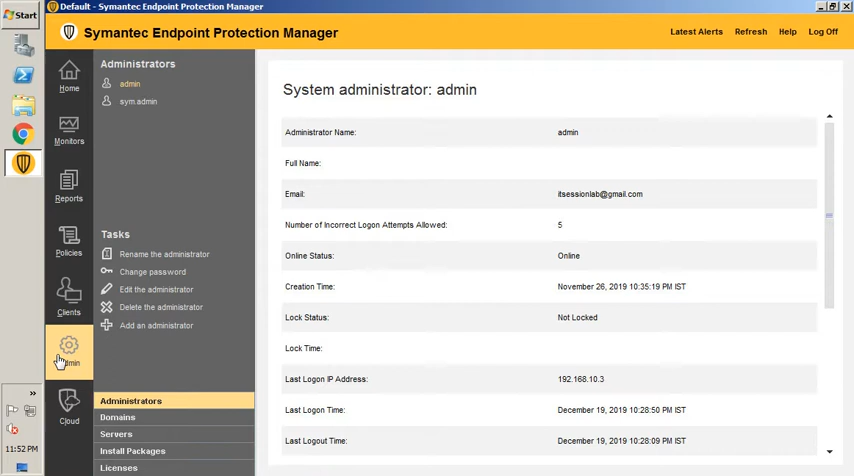 Start
Default - Symantec Endpoint Protection Manager
Symantec Endpoint Protection Manager
Latest Alerts
Refresh
Help
Log Off
Home
Monitors
Reports
Policies
Clients
dmin
Cloud
Administrators
admin
sym.admin
Tasks
Rename the administrator
Change password
Edit the administrator
Delete the administrator
Add an administrator
Administrators
Domains
Servers
Install Packages
Licenses
System administrator: admin
Administrator Name: admin
Full Name:
Email: itsessionlab@gmail.com
Number of Incorrect Logon Attempts Allowed: 5
Online Status: Online
Creation Time: November 26, 2019 10:35:19 PM IST
Lock Status: Not Locked
Lock Time:
Last Logon IP Address: 192.168.10.3
Last Logon Time: December 19, 2019 10:28:50 PM IST
Last Logout Time: December 19, 2019 10:28:09 PM IST
11:52 PM